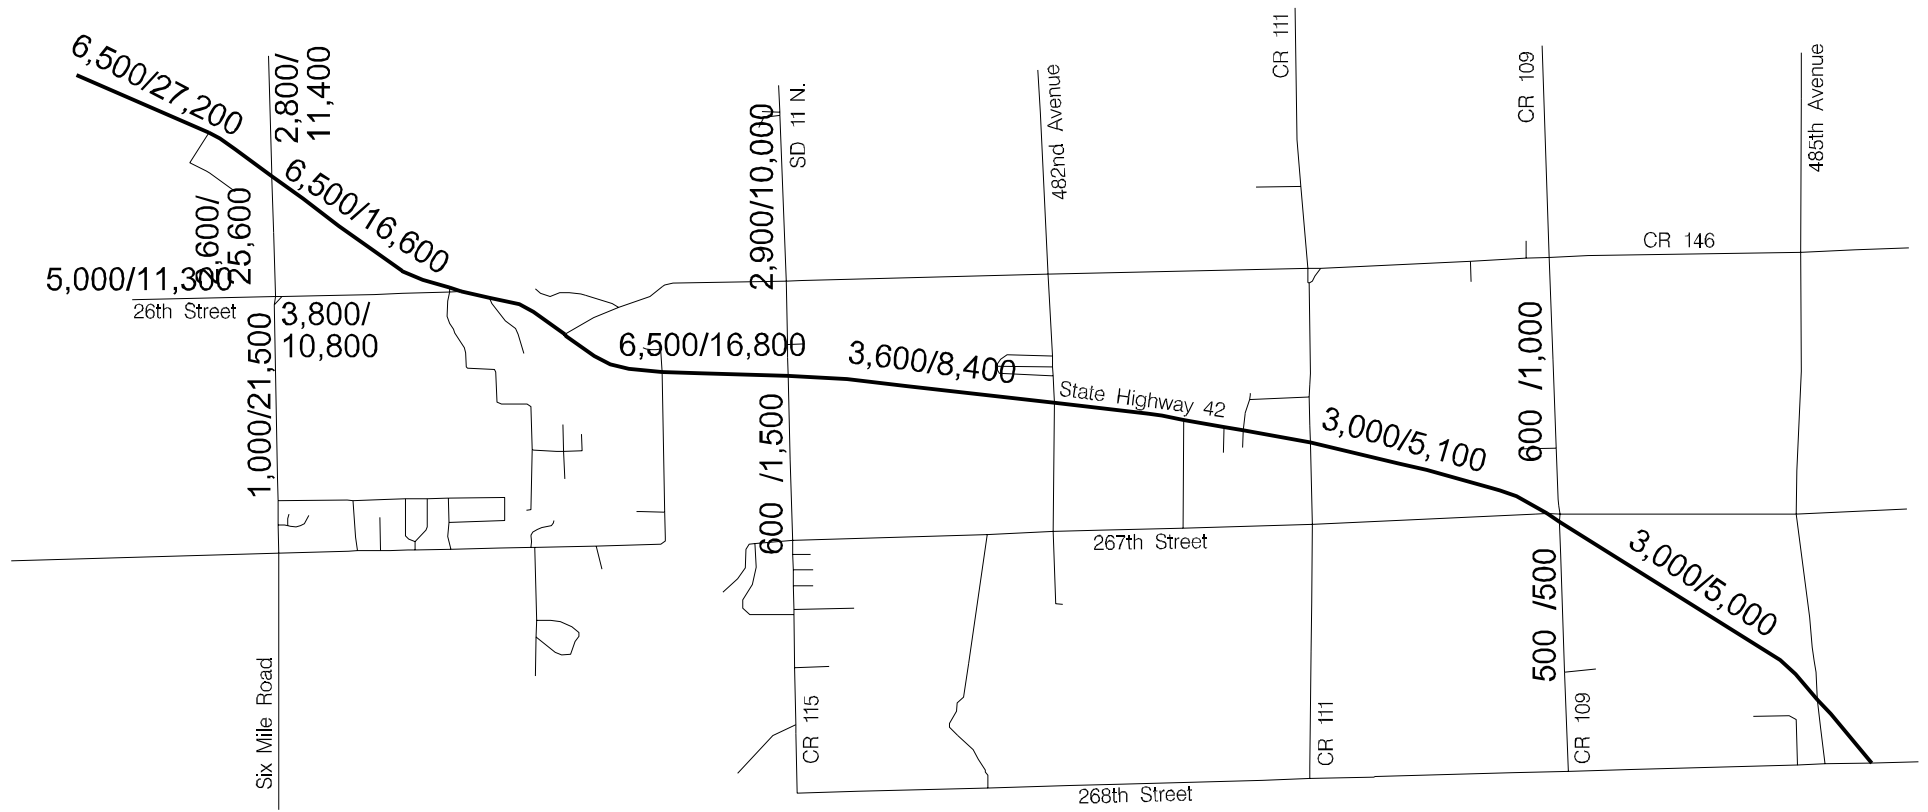 6,500/27,200
2,800/
11,400
6,500/16,600
2,600/
25,600
5,000/11,300
26th Street
3,800/
10,800
1,000/21,500
Six Mile Road
2,900/10,000
SD 11 N.
6,500/16,800
3,600/8,400
600 /1,500
CR 115
482nd Avenue
State Highway 42
CR 111
CR 109
485th Avenue
CR 146
3,000/5,100
600 /1,000
267th Street
3,000/5,000
500 /500
CR 111
CR 109
268th Street